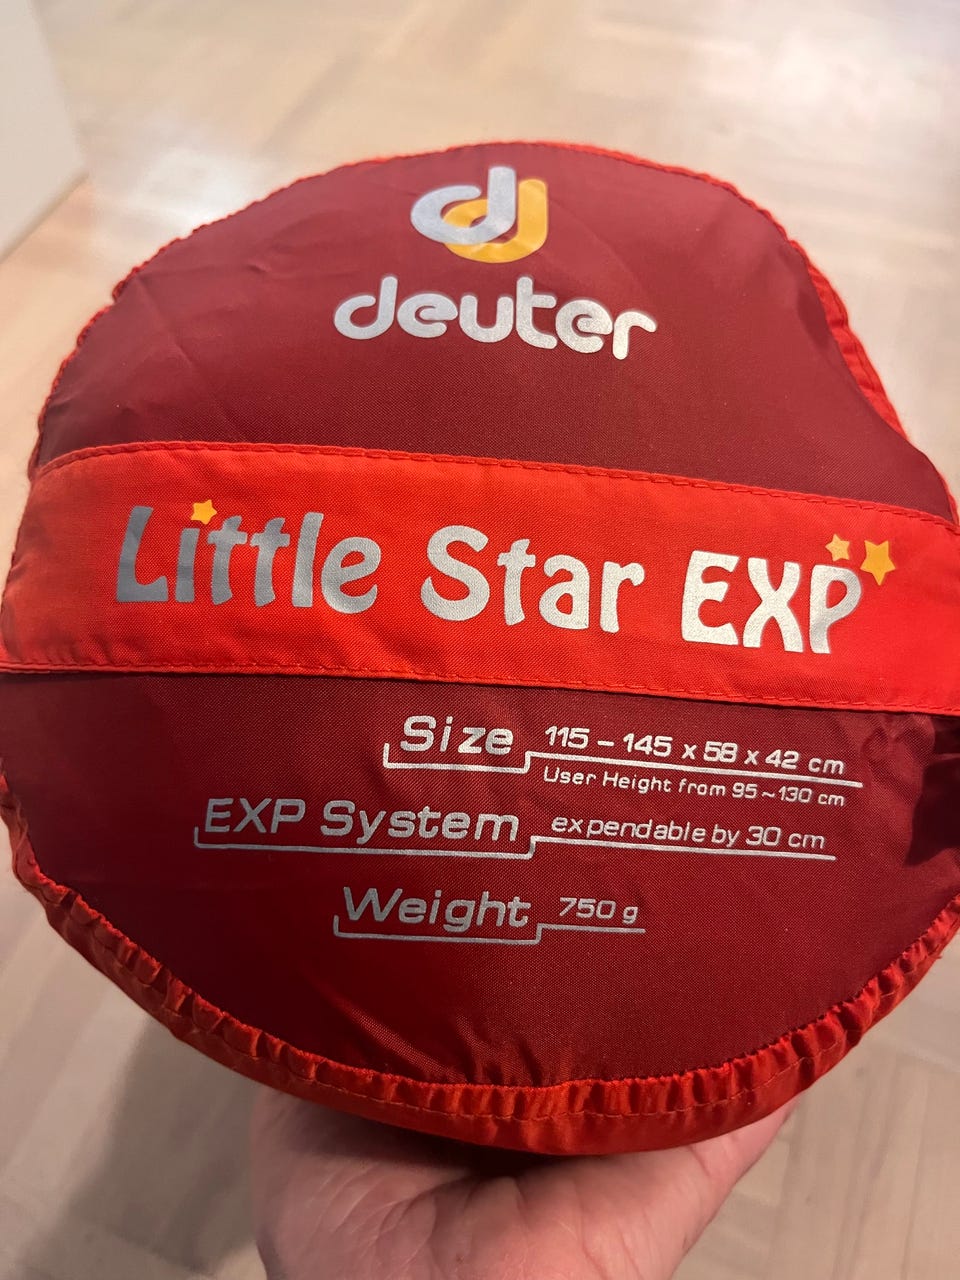 deuter
Little Star EXP
Size 115 – 145 x 58 x 42 cm
User Height from 95~130 cm
EXP System expendable by 30 cm
Weight 750 g